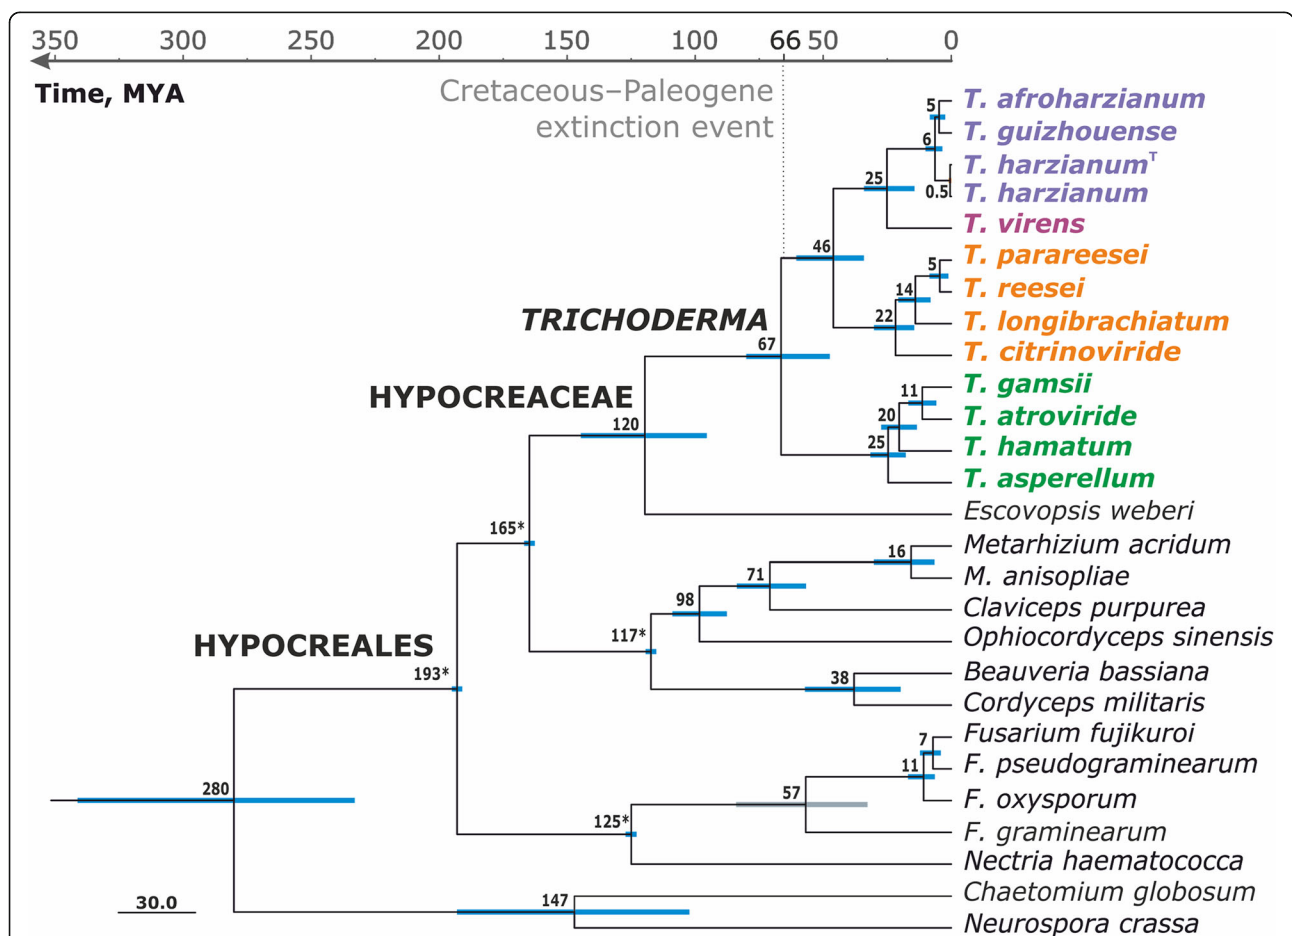 350 300 250 200 150 100 66 50 0
Time, MYA
Cretaceous–Paleogene
extinction event
5 T. afroharzianum
T. guizhouense
6
T. harzianumᵀ
25
0.5 T. harzianum
T. virens
46
T. parareesei
5
T. reesei
14
22
T. longibrachiatum
TRICHODERMA
67
T. citrinoviride
T. gamsii
11
HYPOCREACEAE
T. atroviride
20
120
25
T. hamatum
T. asperellum
Escovopsis weberi
165*
Metarhizium acridum
16
71
M. anisopliae
98
Claviceps purpurea
117*
Ophiocordyceps sinensis
HYPOCREALES
193*
Beauveria bassiana
38
Cordyceps militaris
Fusarium fujikuroi
7
F. pseudograminearum
11
280
57
F. oxysporum
125*
F. graminearum
Nectria haematococca
Chaetomium globosum
30.0
147
Neurospora crassa